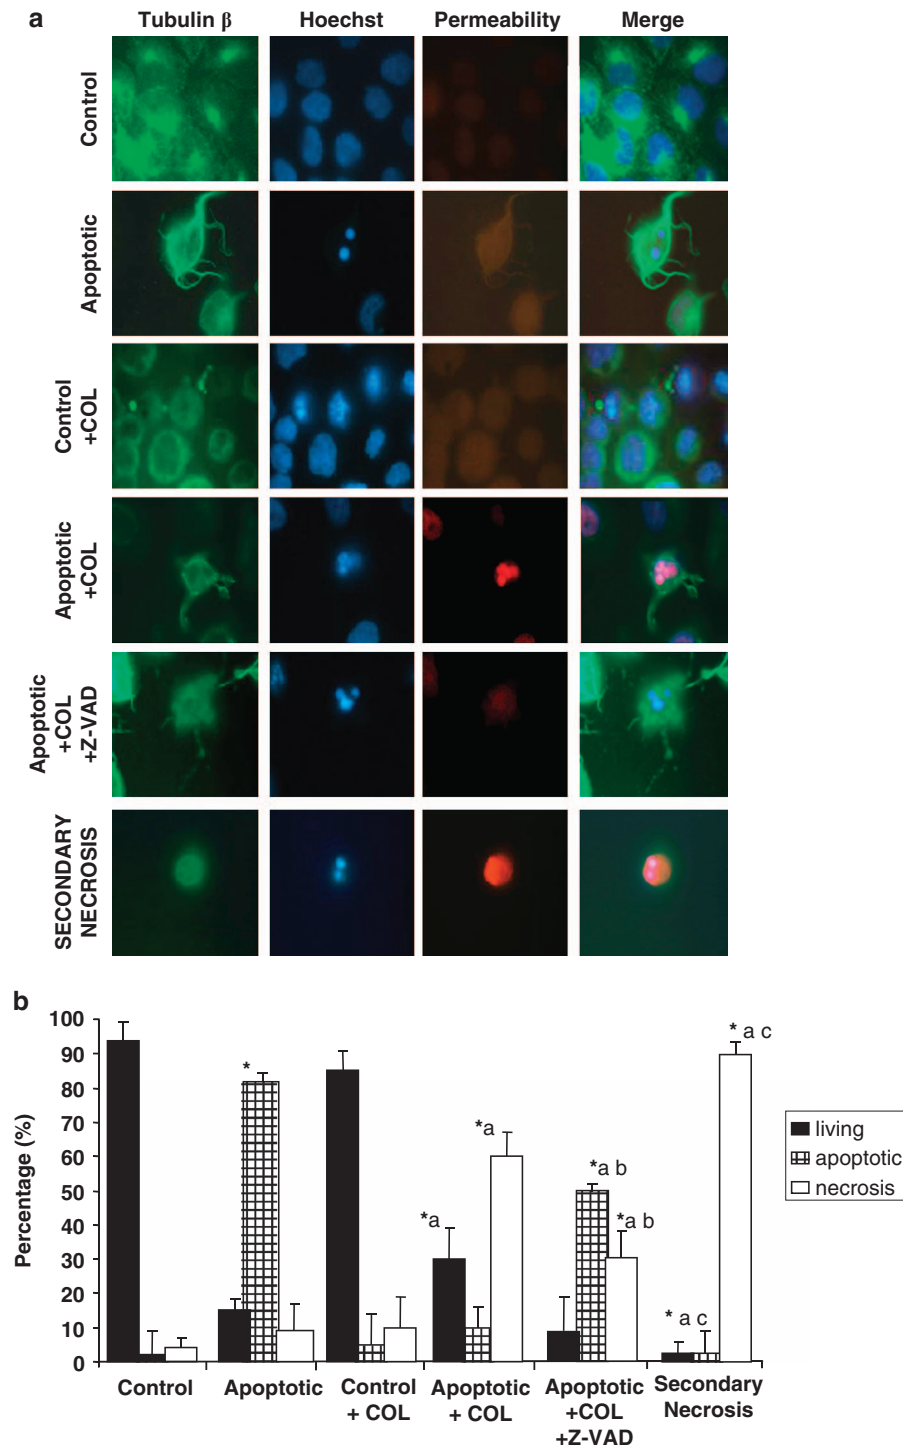 a
Tubulin β Hoechst Permeability Merge
Control
Apoptotic
Control
+COL
Apoptotic
+COL
Apoptotic
+COL
+Z-VAD
SECONDARY
NECROSIS
b
Percentage (%)
100
90
80
70
60
50
40
30
20
10
0
*
*a
*a
*a b
*a b
* a c
* a c
living
apoptotic
necrosis
Control
Apoptotic
Control
+ COL
Apoptotic
+ COL
Apoptotic
+COL
+Z-VAD
Secondary
Necrosis